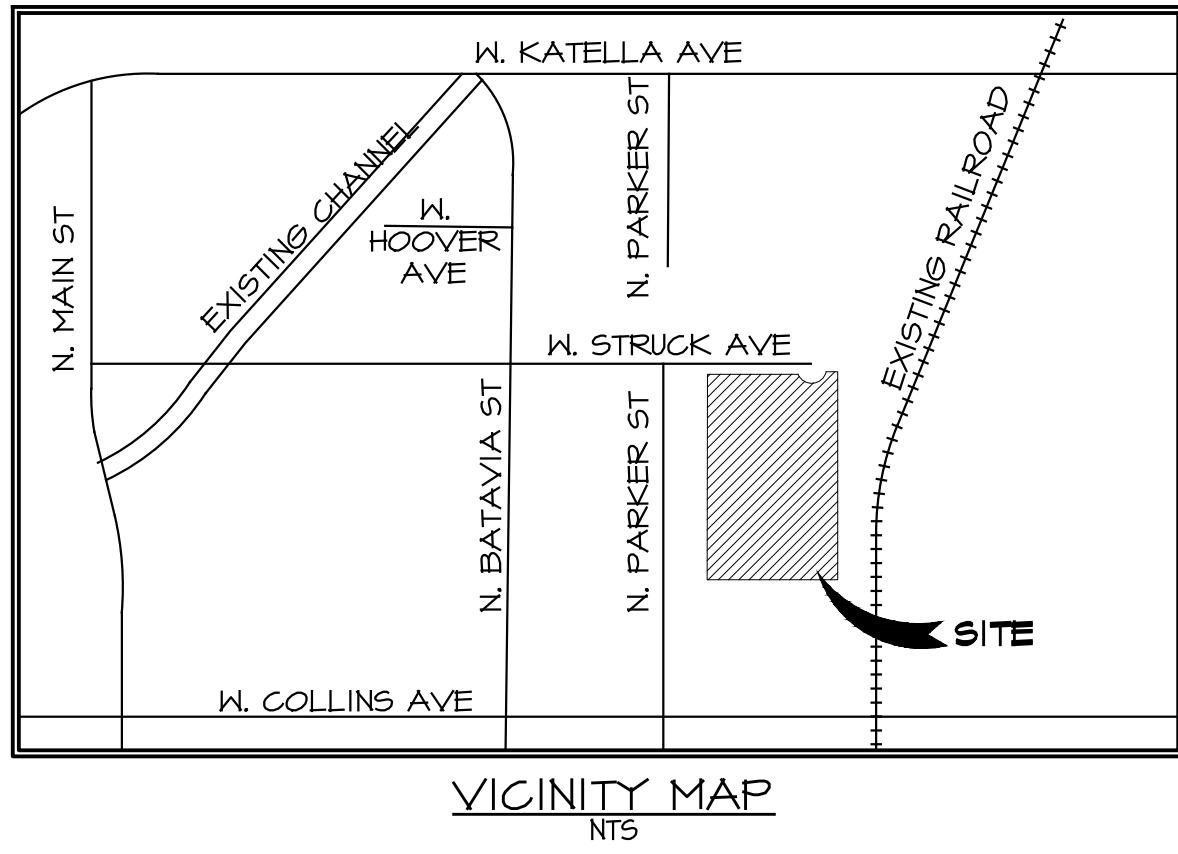 W. KATELLA AVE
N. PARKER ST
EXISTING RAILROAD
EXISTING CHANNEL
N. MAIN ST
W.
HOOVER
AVE
W. STRUCK AVE
N. BATAVIA ST
N. PARKER ST
SITE
W. COLLINS AVE
VICINITY MAP
NTS